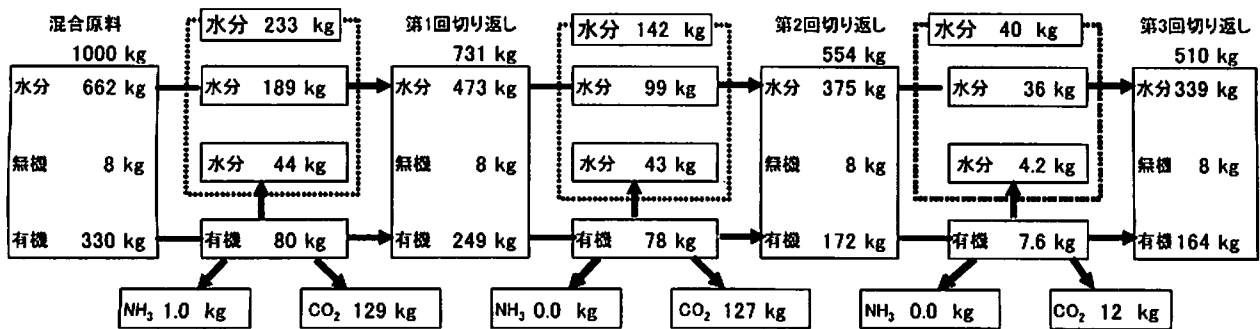 混合原料
1000 kg
水分 662 kg
無機 8 kg
有機 330 kg
水分 233 kg
水分 189 kg
水分 44 kg
有機 80 kg
NH₃ 1.0 kg
CO₂ 129 kg
第1回切り返し
731 kg
水分 473 kg
無機 8 kg
有機 249 kg
水分 142 kg
水分 99 kg
水分 43 kg
有機 78 kg
NH₃ 0.0 kg
CO₂ 127 kg
第2回切り返し
554 kg
水分 375 kg
無機 8 kg
有機 172 kg
水分 40 kg
水分 36 kg
水分 4.2 kg
有機 7.6 kg
NH₃ 0.0 kg
CO₂ 12 kg
第3回切り返し
510 kg
水分 339 kg
無機 8 kg
有機 164 kg